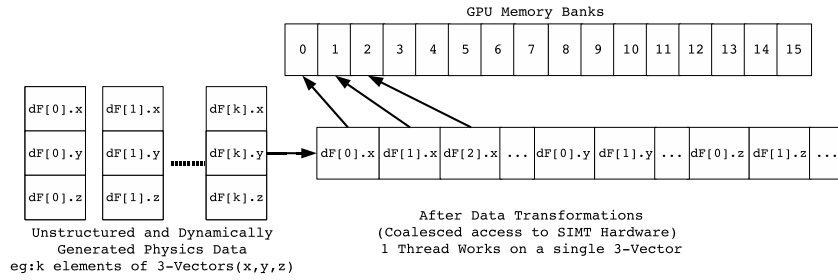 GPU Memory Banks
0 1 2 3 4 5 6 7 8 9 10 11 12 13 14 15
dF[0].x dF[1].x dF[k].x
dF[0].y dF[1].y dF[k].y
dF[0].z dF[1].z dF[k].z
dF[0].x dF[1].x dF[2].x ... dF[0].y dF[1].y ... dF[0].z dF[1].z ...
Unstructured and Dynamically
Generated Physics Data
eg:k elements of 3-Vectors(x,y,z)
After Data Transformations
(Coalesced access to SIMT Hardware)
1 Thread Works on a single 3-Vector